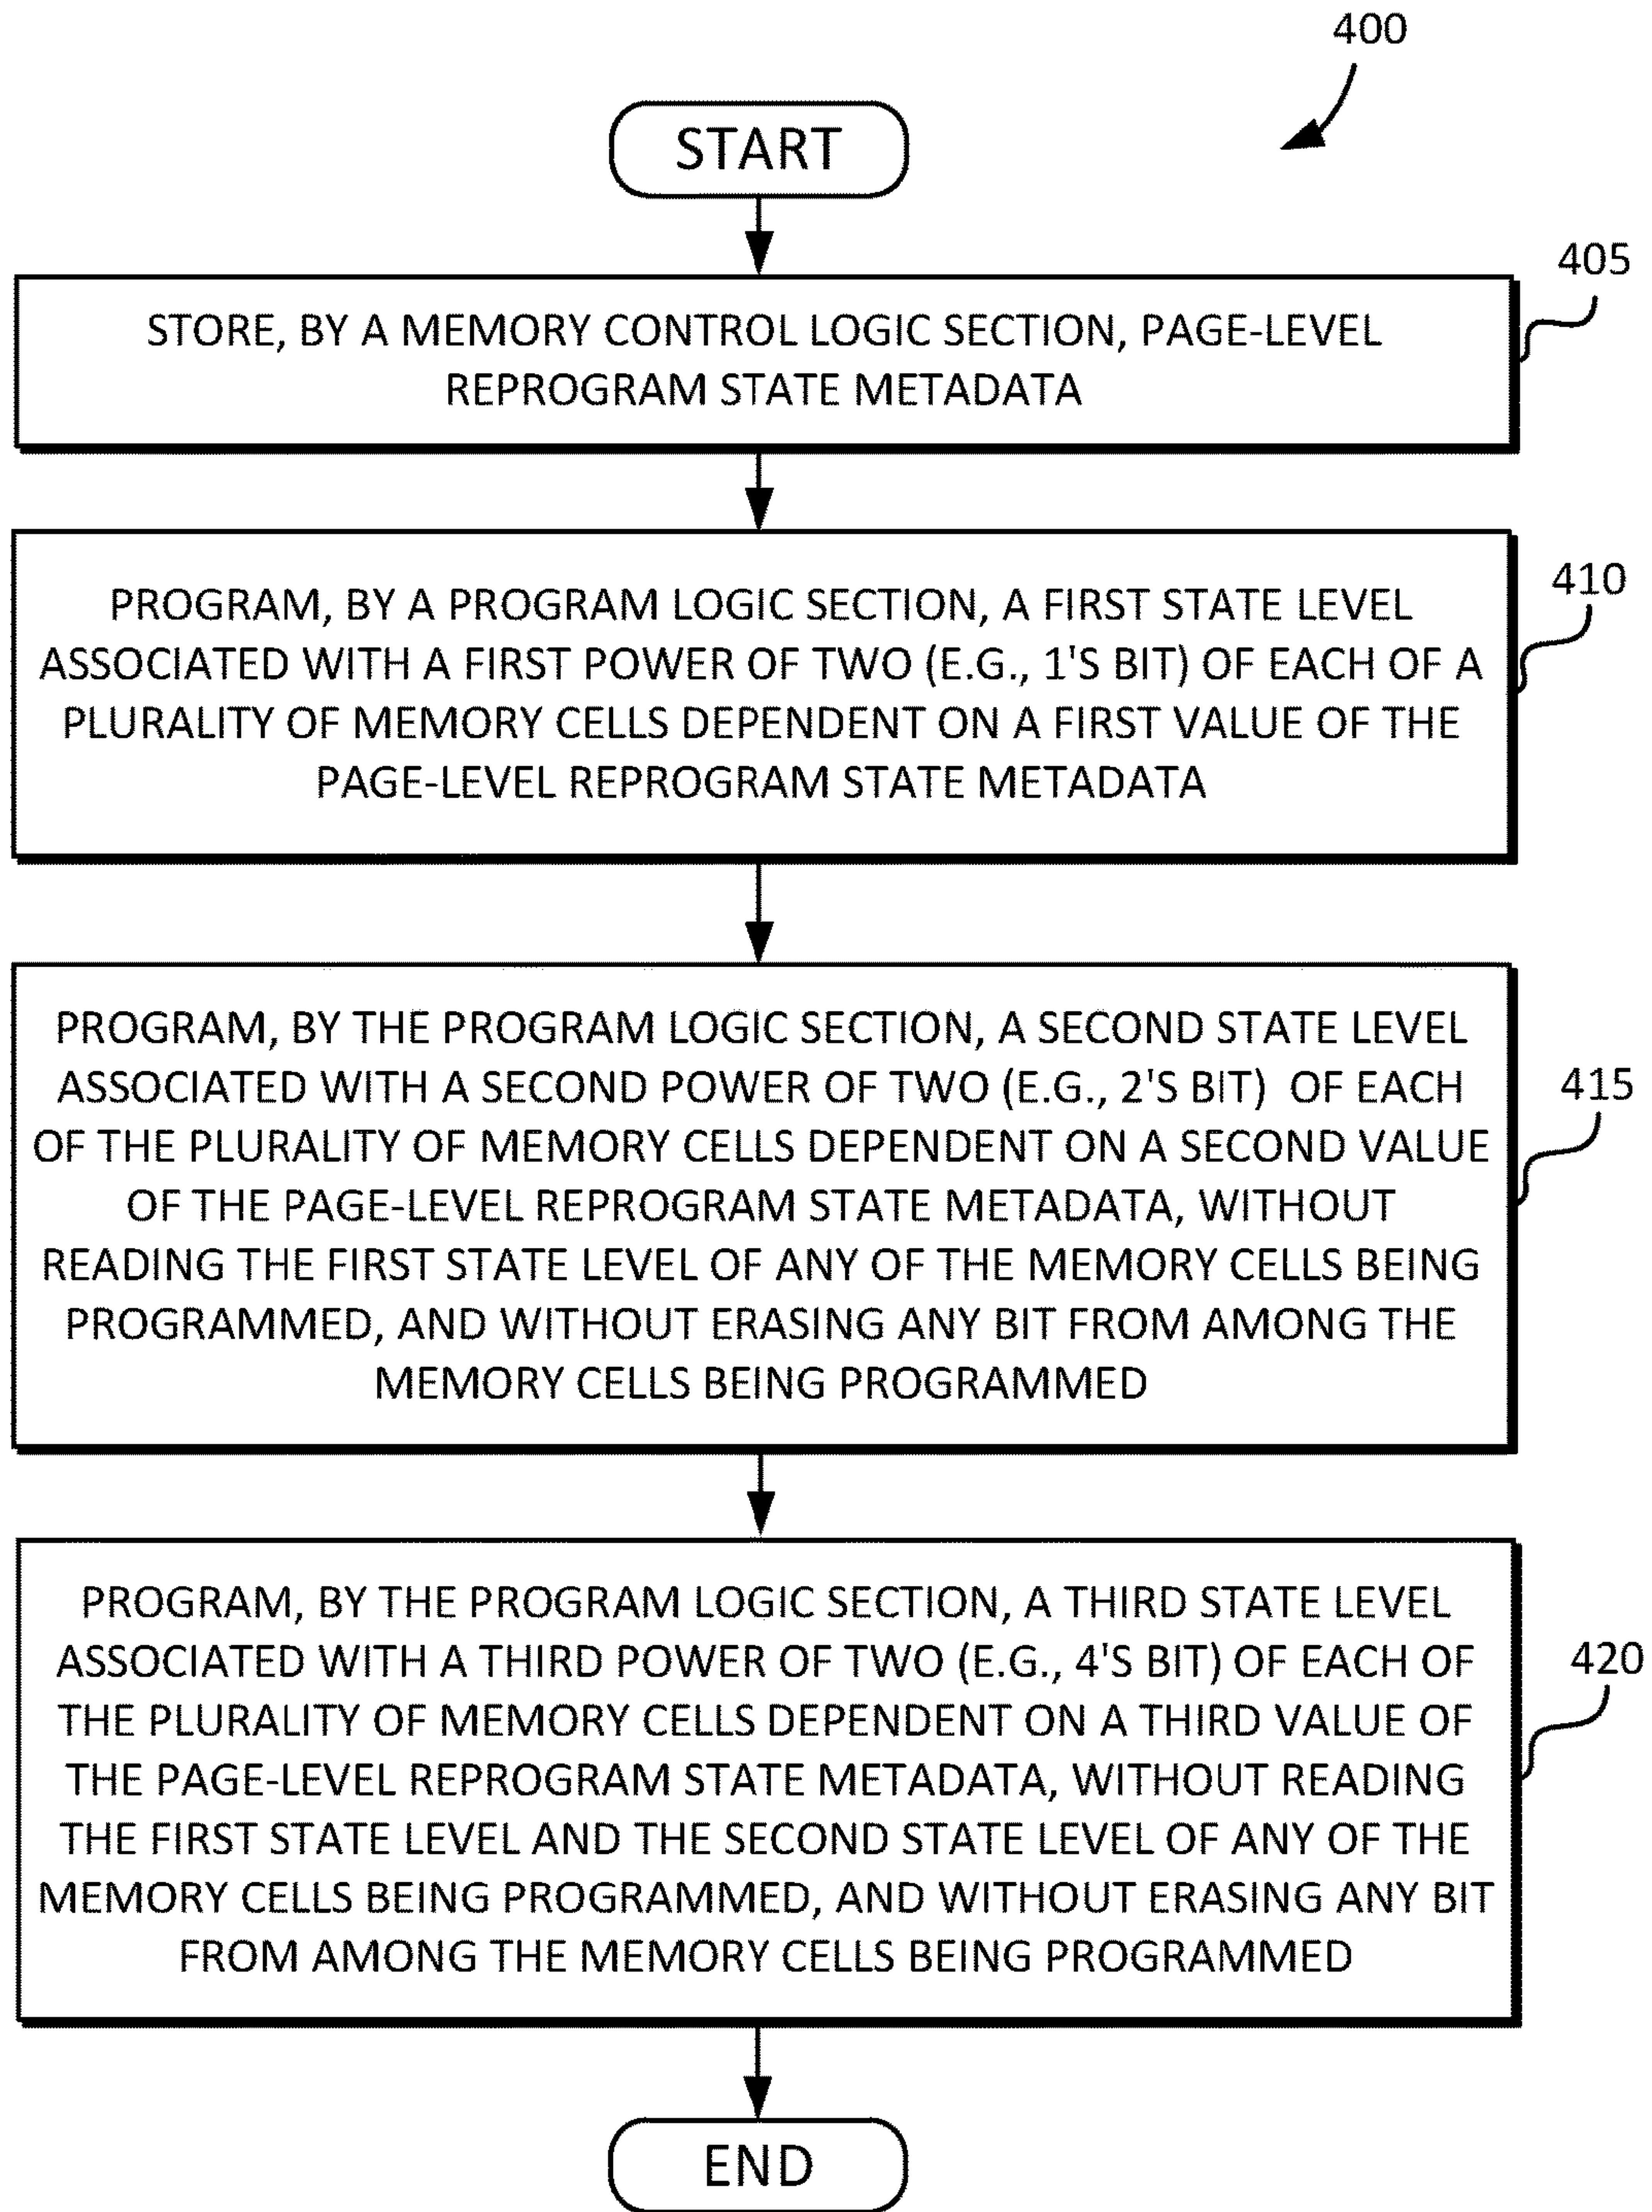 400
START
405
STORE, BY A MEMORY CONTROL LOGIC SECTION, PAGE-LEVEL
REPROGRAM STATE METADATA
410
PROGRAM, BY A PROGRAM LOGIC SECTION, A FIRST STATE LEVEL
ASSOCIATED WITH A FIRST POWER OF TWO (E.G., 1'S BIT) OF EACH OF A
PLURALITY OF MEMORY CELLS DEPENDENT ON A FIRST VALUE OF THE
PAGE-LEVEL REPROGRAM STATE METADATA
415
PROGRAM, BY THE PROGRAM LOGIC SECTION, A SECOND STATE LEVEL
ASSOCIATED WITH A SECOND POWER OF TWO (E.G., 2'S BIT) OF EACH
OF THE PLURALITY OF MEMORY CELLS DEPENDENT ON A SECOND VALUE
OF THE PAGE-LEVEL REPROGRAM STATE METADATA, WITHOUT
READING THE FIRST STATE LEVEL OF ANY OF THE MEMORY CELLS BEING
PROGRAMMED, AND WITHOUT ERASING ANY BIT FROM AMONG THE
MEMORY CELLS BEING PROGRAMMED
420
PROGRAM, BY THE PROGRAM LOGIC SECTION, A THIRD STATE LEVEL
ASSOCIATED WITH A THIRD POWER OF TWO (E.G., 4'S BIT) OF EACH OF
THE PLURALITY OF MEMORY CELLS DEPENDENT ON A THIRD VALUE OF
THE PAGE-LEVEL REPROGRAM STATE METADATA, WITHOUT READING
THE FIRST STATE LEVEL AND THE SECOND STATE LEVEL OF ANY OF THE
MEMORY CELLS BEING PROGRAMMED, AND WITHOUT ERASING ANY BIT
FROM AMONG THE MEMORY CELLS BEING PROGRAMMED
END